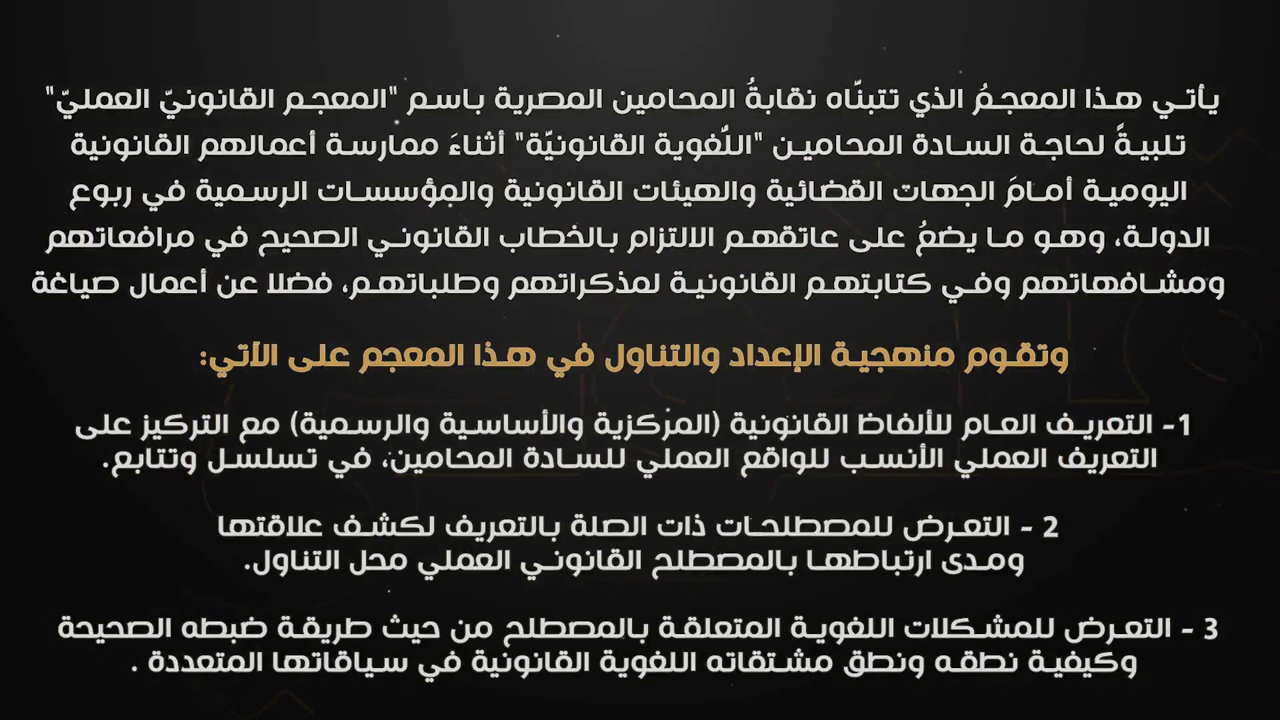 يأتي هذا المعجمُ الذي تتبنّاه نقابةُ المحامين المصرية باسم "المعجم القانونيّ العمليّ"
تلبيةً لحاجة السادة المحامين "اللُّغوية القانونيّة" أثناءَ ممارسة أعمالهم القانونية
اليومية أمامَ الجهات القضائية والهيئات القانونية والمؤسسات الرسمية في ربوع
الدولة، وهو ما يضعُ على عاتقهم الالتزام بالخطاب القانوني الصحيح في مرافعاتهم
ومشافهاتهم وفي كتابتهم القانونية لمذكراتهم وطلباتهم، فضلا عن أعمال صياغة
وتقوم منهجية الإعداد والتناول في هذا المعجم على الآتي:
1- التعريف العام للألفاظ القانونية (المركزية والأساسية والرسمية) مع التركيز على
التعريف العملي الأنسب للواقع العملي للسادة المحامين، في تسلسل وتتابع.
2 - التعرض للمصطلحات ذات الصلة بالتعريف لكشف علاقتها
ومدى ارتباطها بالمصطلح القانوني العملي محل التناول.
3 - التعرض للمشكلات اللغوية المتعلقة بالمصطلح من حيث طريقة ضبطه الصحيحة
وكيفية نطقه ونطق مشتقاته اللغوية القانونية في سياقاتها المتعددة .